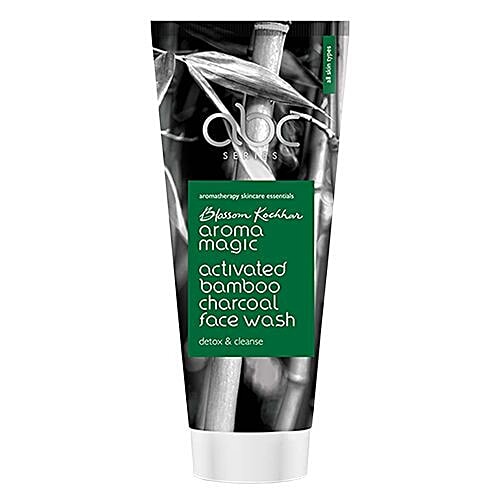 all skin types
abc
SERIES
aromatherapy skincare essentials
Blossom Kochhar
aroma
magic
activated
bamboo
charcoal
face wash
detox & cleanse